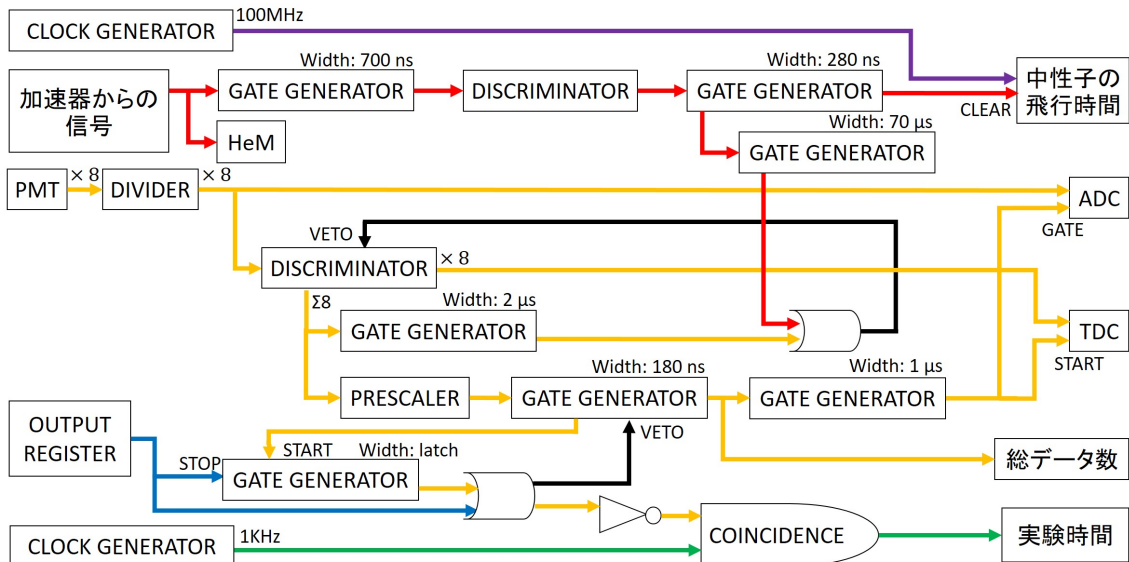 CLOCK GENERATOR
100MHz
加速器からの
信号
Width: 700 ns
GATE GENERATOR
DISCRIMINATOR
Width: 280 ns
GATE GENERATOR
CLEAR
中性子の
飛行時間
HeM
Width: 70 μs
GATE GENERATOR
PMT
× 8
DIVIDER
× 8
ADC
GATE
VETO
DISCRIMINATOR
× 8
Σ8
Width: 2 μs
GATE GENERATOR
TDC
START
PRESCALER
Width: 180 ns
GATE GENERATOR
Width: 1 μs
GATE GENERATOR
VETO
OUTPUT
REGISTER
STOP
START
Width: latch
GATE GENERATOR
総データ数
CLOCK GENERATOR
1KHz
COINCIDENCE
実験時間